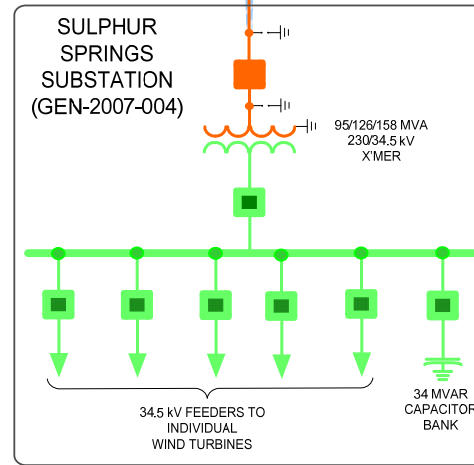 SULPHUR
SPRINGS
SUBSTATION
(GEN-2007-004)
95/126/158 MVA
230/34.5 kV
X'MER
34.5 kV FEEDERS TO
INDIVIDUAL
WIND TURBINES
34 MVAR
CAPACITOR
BANK